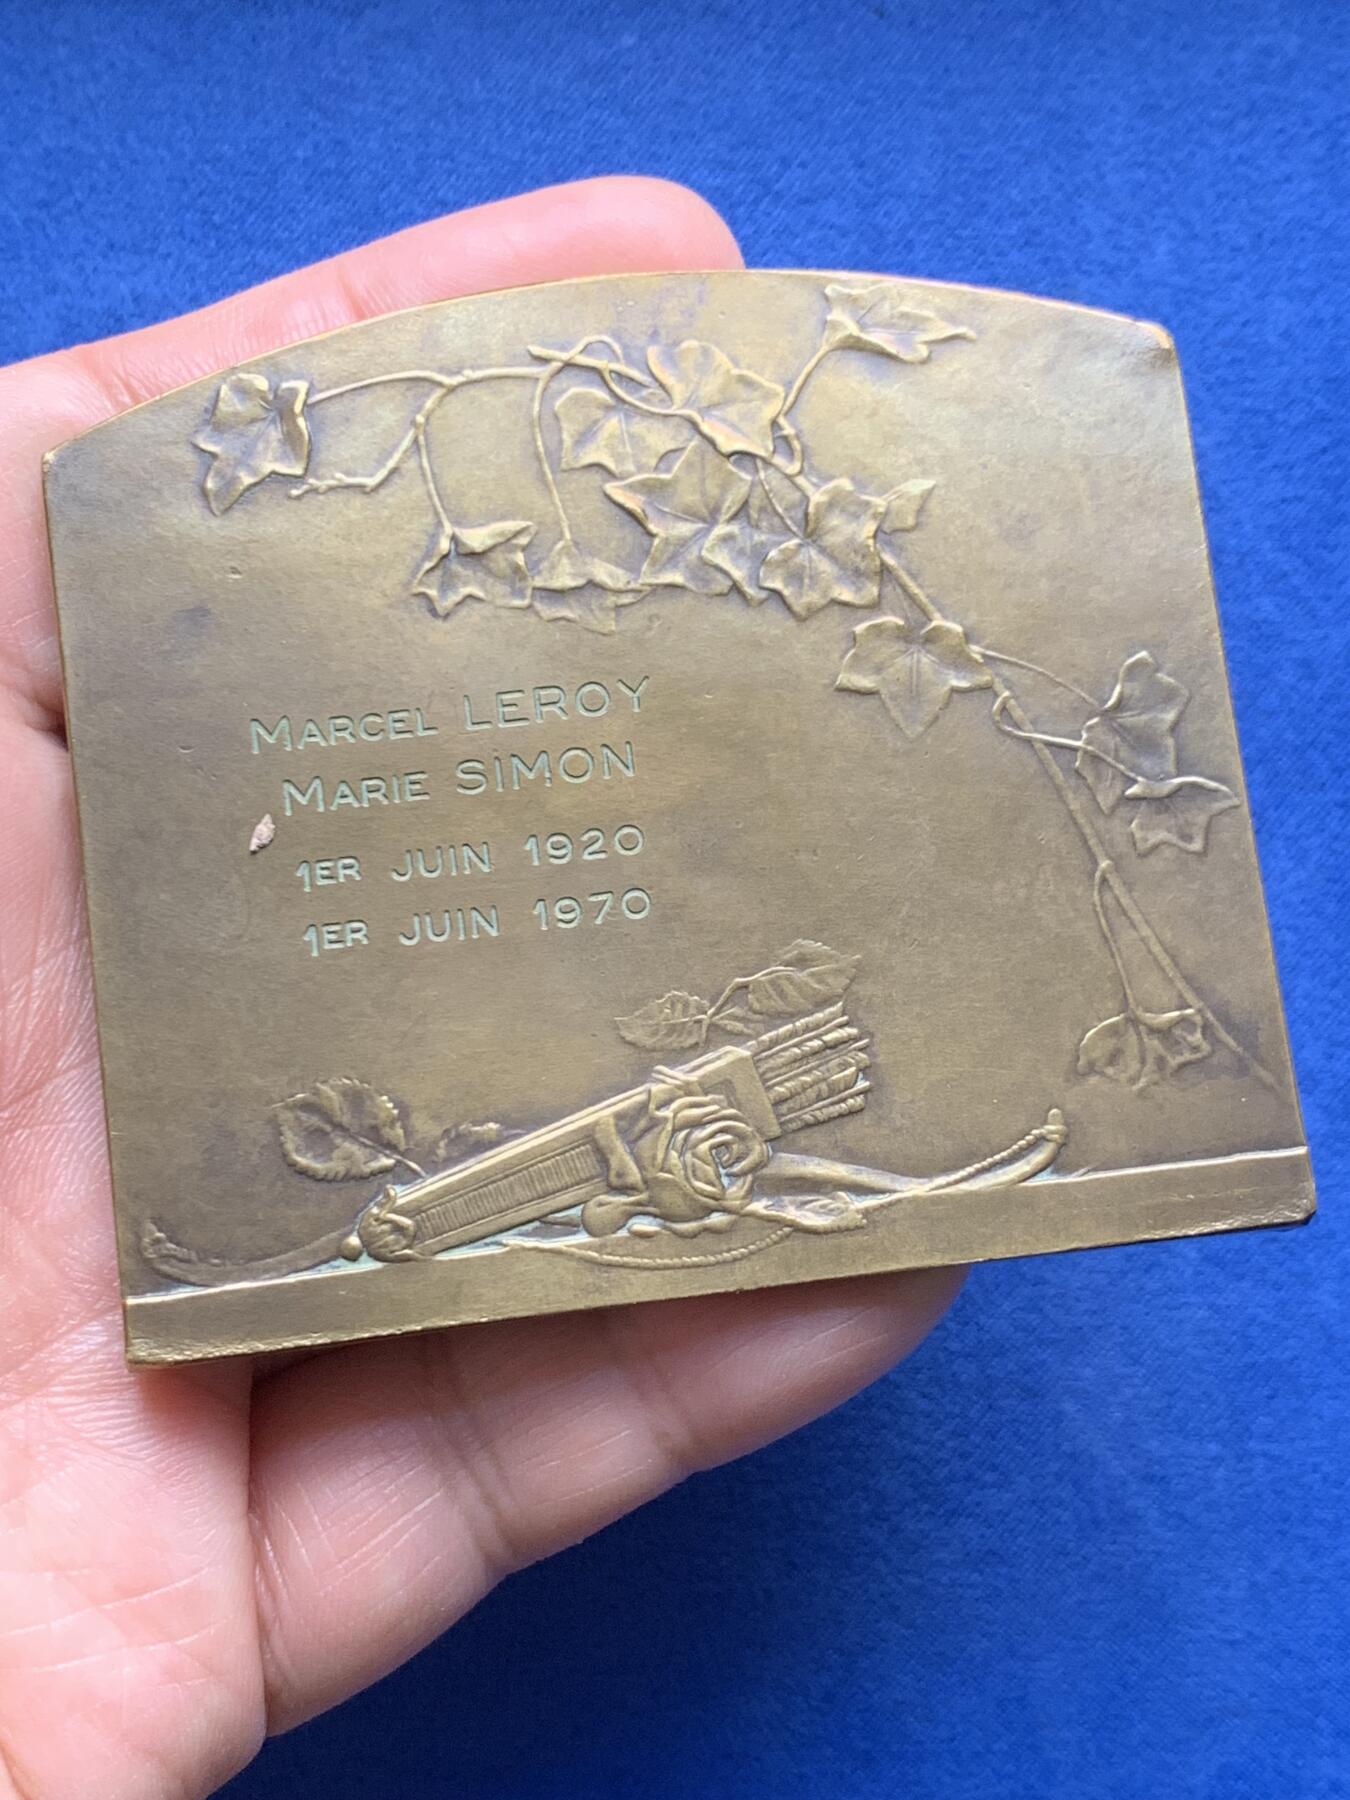 MARCEL LEROY
MARIE SIMON
1ER JUIN 1920
1ER JUIN 1970